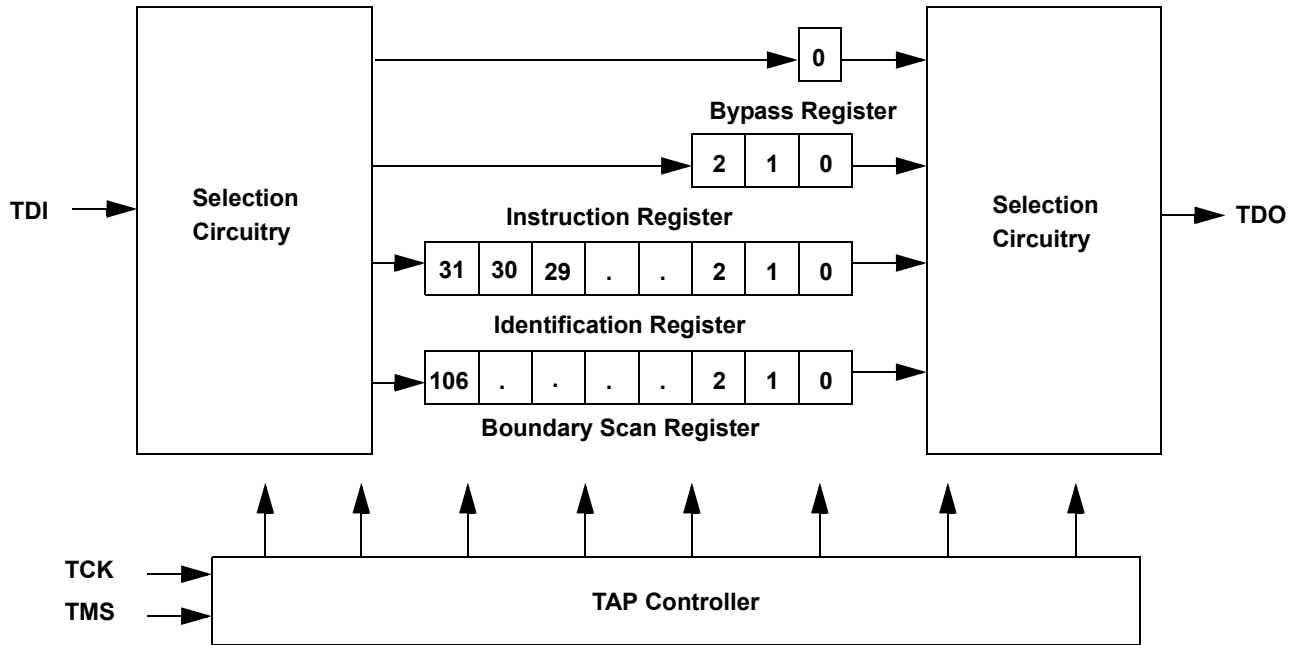 0
Bypass Register
2 1 0
TDI
Selection
Circuitry
Instruction Register
31 30 29 . . 2 1 0
Identification Register
106 . . . . 2 1 0
Boundary Scan Register
Selection
Circuitry
TDO
TCK
TMS
TAP Controller